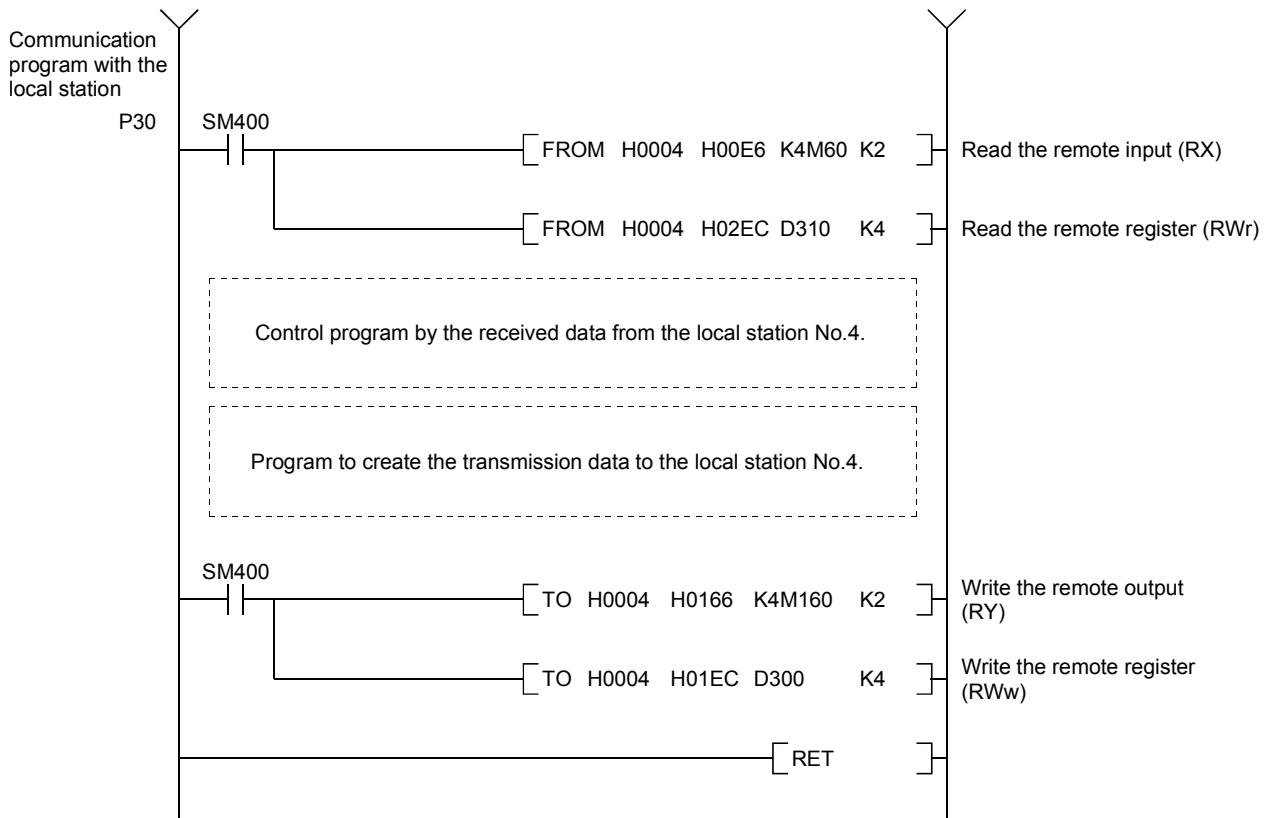 Communication
program with the
local station
P30
SM400
FROM H0004 H00E6 K4M60 K2
Read the remote input (RX)
FROM H0004 H02EC D310 K4
Read the remote register (RWr)
Control program by the received data from the local station No.4.
Program to create the transmission data to the local station No.4.
SM400
TO H0004 H0166 K4M160 K2
Write the remote output
(RY)
TO H0004 H01EC D300 K4
Write the remote register
(RWw)
RET